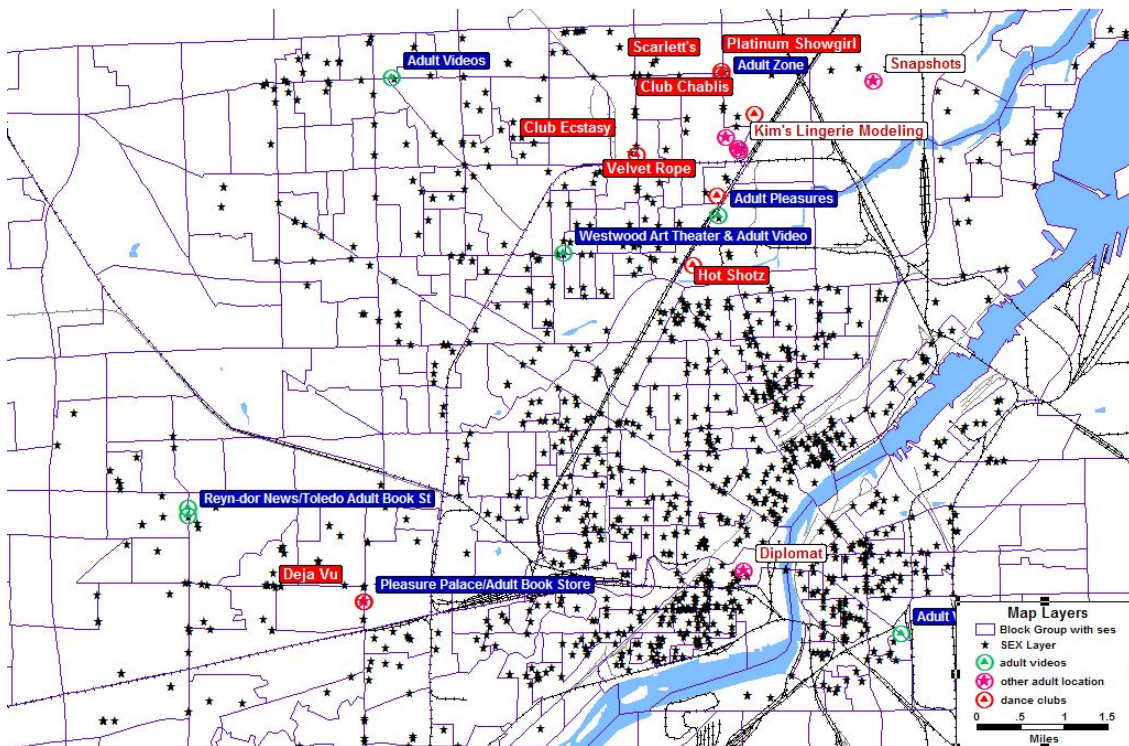 Scarlett's
Platinum Showgirl
Adult Videos
Adult Zone
Snapshots
Club Chablis
Club Ecstasy
Kim's Lingerie Modeling
Velvet Rope
Adult Pleasures
Westwood Art Theater & Adult Video
Hot Shotz
Reyn-dor News/Toledo Adult Book St
Diplomat
Deja Vu
Pleasure Palace/Adult Book Store
Adult V
Map Layers
Block Group with ses
SEX Layer
adult videos
other adult location
dance clubs
0 .5 1 1.5
Miles